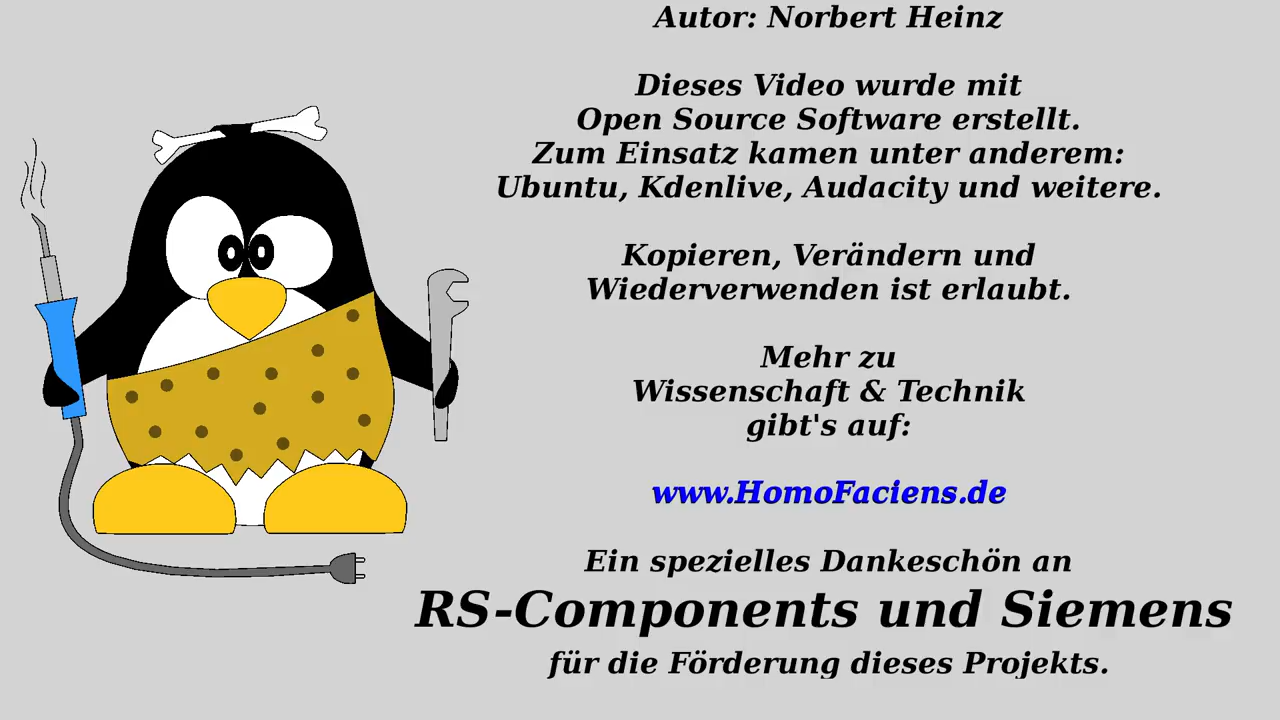 Autor: Norbert Heinz
Dieses Video wurde mit
Open Source Software erstellt.
Zum Einsatz kamen unter anderem:
Ubuntu, Kdenlive, Audacity und weitere.
Kopieren, Verändern und
Wiederverwenden ist erlaubt.
Mehr zu
Wissenschaft & Technik
gibt's auf:
www.HomoFaciens.de
Ein spezielles Dankeschön an
RS-Components und Siemens
für die Förderung dieses Projekts.